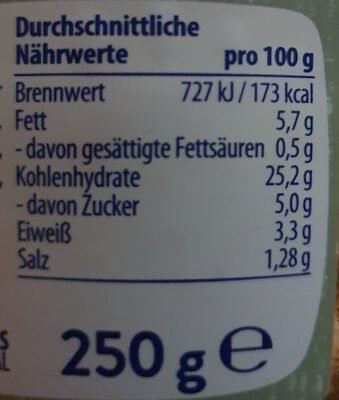 Durchschnittliche
Nährwerte pro 100 g
Brennwert 727 kJ / 173 kcal
Fett 5,7 g
- davon gesättigte Fettsäuren 0,5 g
Kohlenhydrate 25,2 g
- davon Zucker 5,0 g
Eiweiß 3,3 g
Salz 1,28 g
250 g e